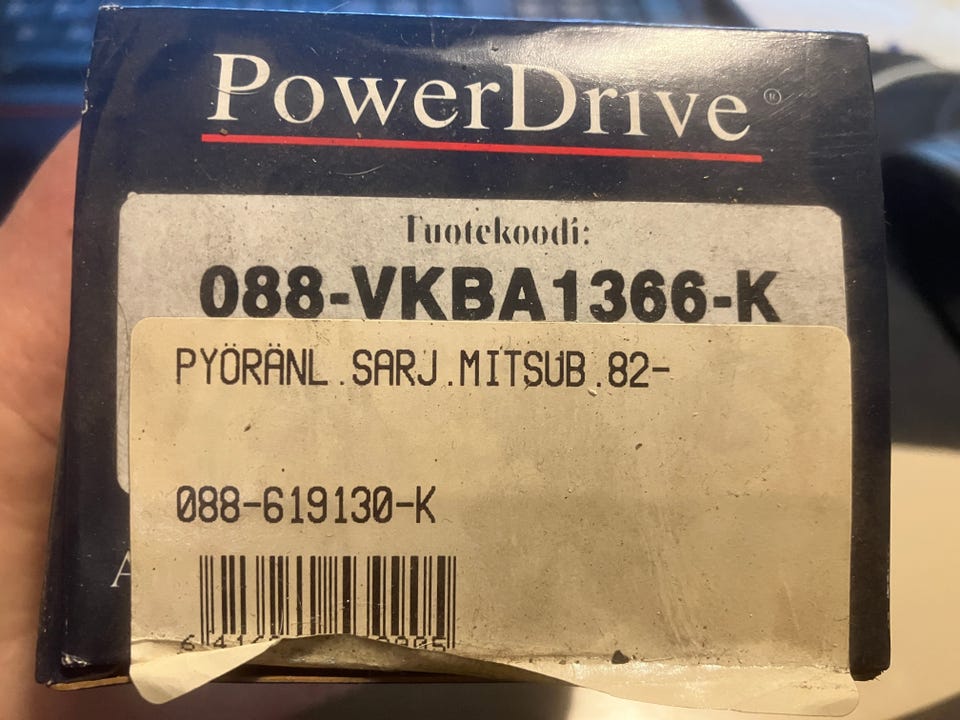 PowerDrive®
Tuotekoodi:
088-VKBA1366-K
PYÖRÄNL.SARJ.MITSUB.82-
088-619130-K
A